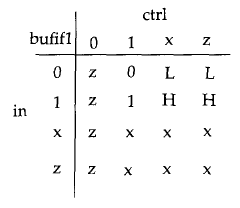 ctrl
bufif1 0 1 x z
0 z 0 L L
in 1 z 1 H H
x z x x x
z z x x x